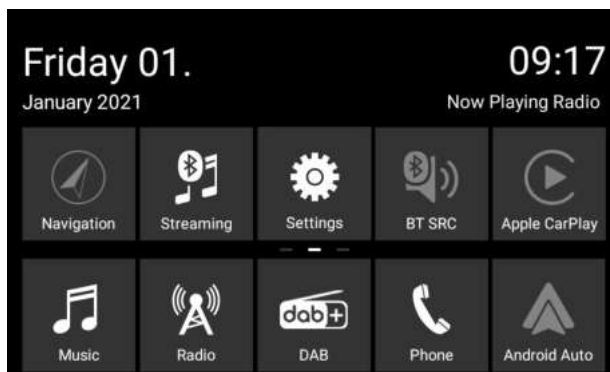 Friday 01.
09:17
January 2021
Now Playing Radio
Navigation
Streaming
Settings
BT SRC
Apple CarPlay
dab+
Music
Radio
DAB
Phone
Android Auto